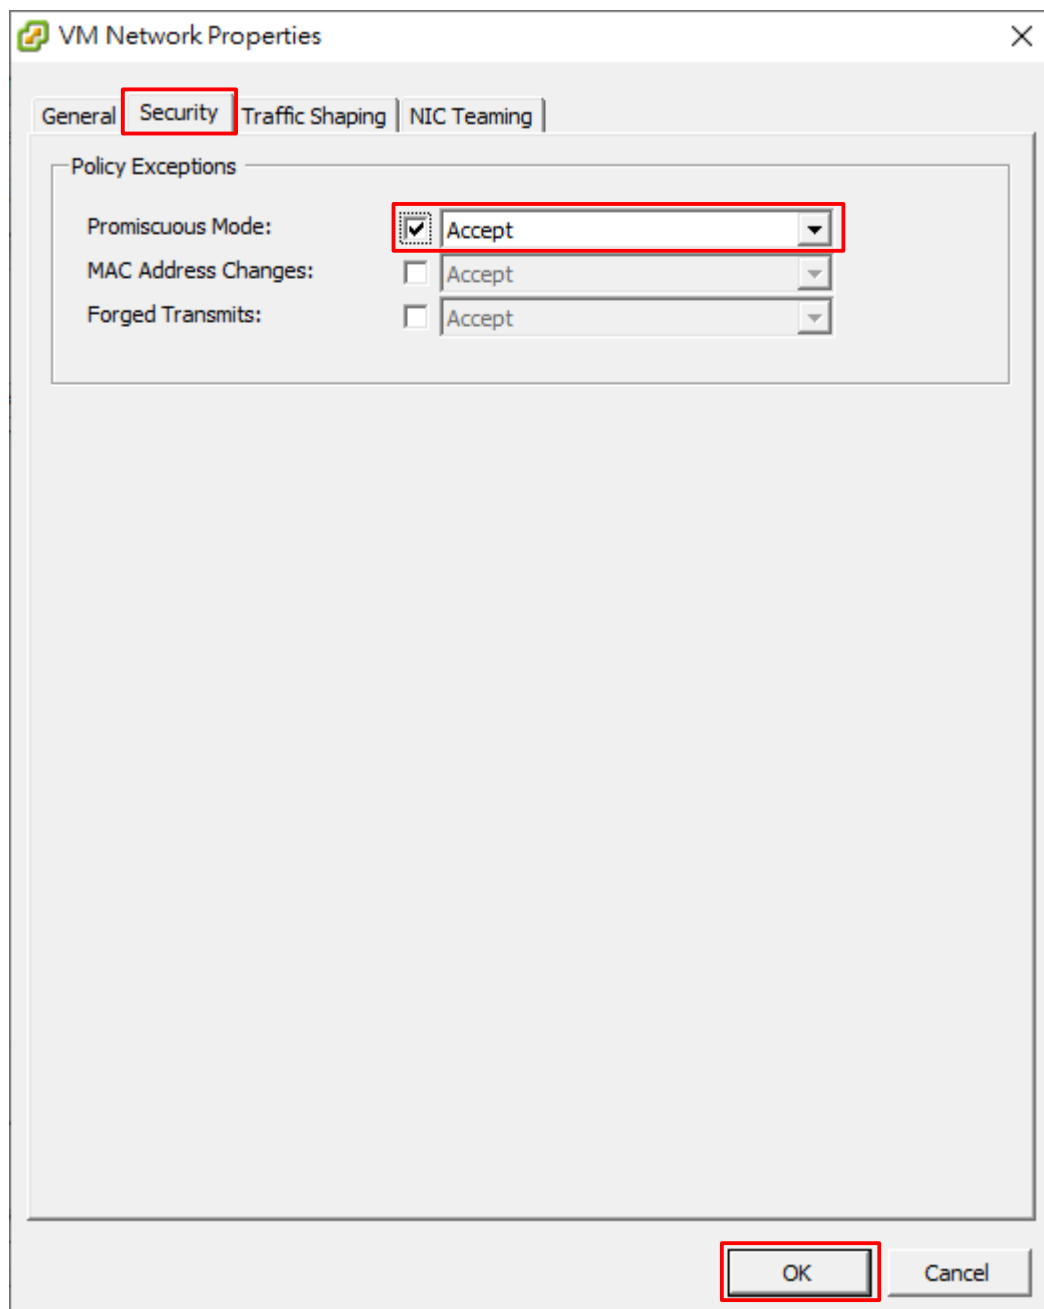 VM Network Properties
General Security Traffic Shaping NIC Teaming
Policy Exceptions
Promiscuous Mode: Accept
MAC Address Changes: Accept
Forged Transmits: Accept
OK Cancel